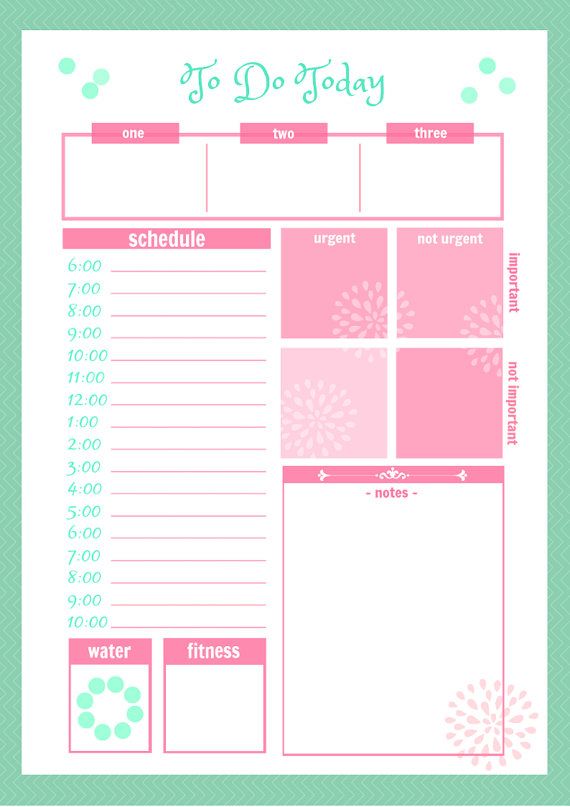 To Do Today
one two three
schedule
6:00
7:00
8:00
9:00
10:00
11:00
12:00
1:00
2:00
3:00
4:00
5:00
6:00
7:00
8:00
9:00
10:00
urgent not urgent
important
not important
- notes -
water fitness